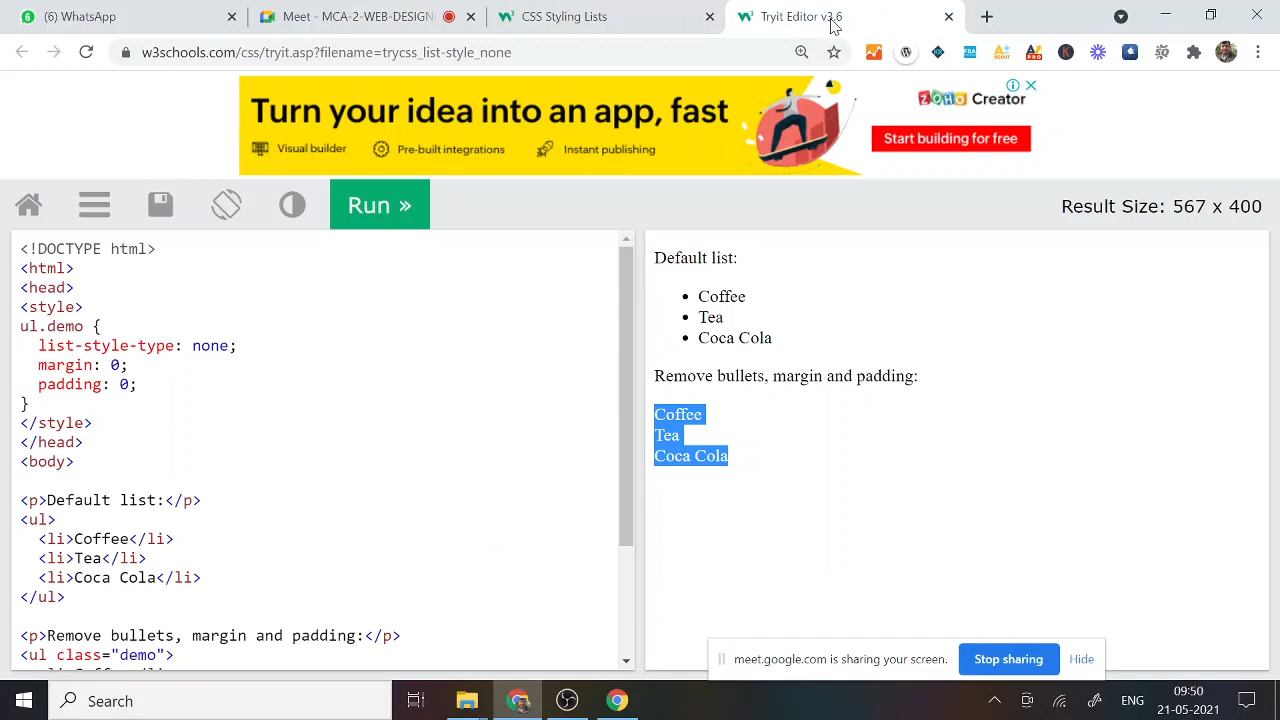 6 (6) WhatsApp
Meet - MCA-2-WEB-DESIGN
CSS Styling Lists
Tryit Editor v3.6
w3schools.com/css/tryit.asp?filename=trycss_list-style_none
Turn your idea into an app, fast
Visual builder
Pre-built integrations
Instant publishing
ZOHO Creator
Start building for free
Run »
Result Size: 567 x 400
<!DOCTYPE html>
<html>
<head>
<style>
ul.demo {
  list-style-type: none;
  margin: 0;
  padding: 0;
}
</style>
</head>
<body>
<p>Default list:</p>
<ul>
  <li>Coffee</li>
  <li>Tea</li>
  <li>Coca Cola</li>
</ul>
<p>Remove bullets, margin and padding:</p>
<ul class="demo">
Default list:
• Coffee
• Tea
• Coca Cola
Remove bullets, margin and padding:
Coffee
Tea
Coca Cola
meet.google.com is sharing your screen.
Stop sharing
Hide
Search
ENG
09:50
21-05-2021